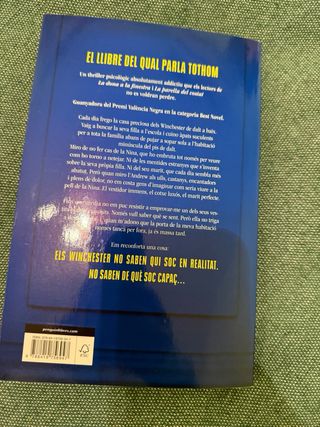 EL LLIBRE DEL QUAL PARLA TOTHOM
Un thriller psicològic absolutament addictiu que els lectors de
La dona a la finestra i La parella del costat
no es voldran perdre.
Guanyadora del Premi València Negra en la categoria Best Novel.
Cada dia frego la casa preciosa dels Winchester de dalt a baix.
Vaig a buscar la seva filla a l'escola i cuino àpats suculents
per a tota la família abans de pujar a sopar sola a l'habitació
minúscula del pis de dalt.
Miro de no fer cas de la Nina, que ho embruta tot només per veure
com ho torno a netejar. Ni de les mentides estranyes que s'inventa
sobre la seva pròpia filla. Ni del seu marit, que cada dia sembla més
abatut. Però quan miro l'Andrew als ulls, castanys, encantadors
i plens de dolor, no em costa gens d'imaginar com seria viure a la
pell de la Nina. El vestidor immens, el cotxe luxós, el marit perfecte.
no em puc resistir a emprovar-me un dels seus ves-
Només vull saber què se sent. Però ella no triga
adono que la porta de la meva habitació
només tanca per fora, ja és massa tard.
Em reconforta una cosa:
ELS WINCHESTER NO SABEN QUI SOC EN REALITAT.
NO SABEN DE QUÈ SOC CAPAÇ...
penguinllibres.com
FSC